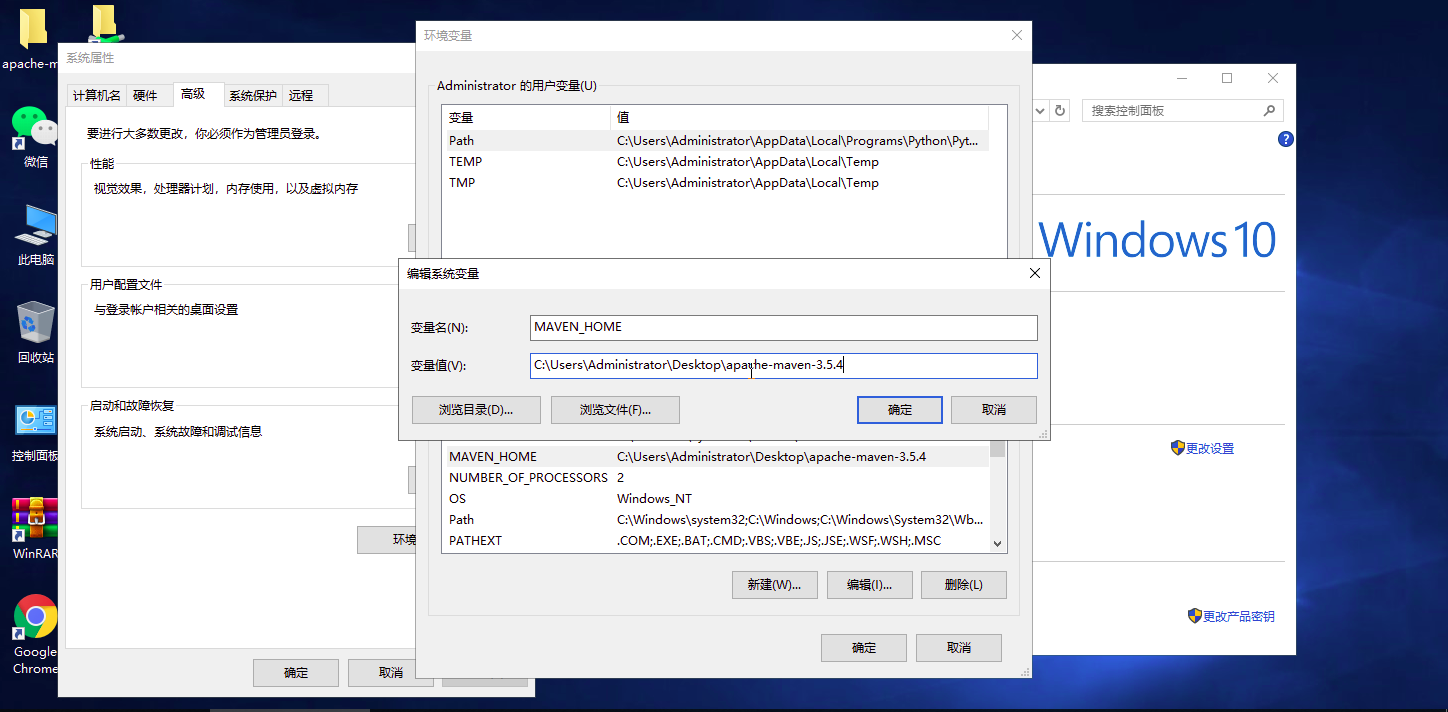 apache-m
微信
此电脑
回收站
控制面板
WinRAR
Google
Chrome
系统属性
计算机名
硬件
高级
系统保护
远程
要进行大多数更改，你必须作为管理员登录。
性能
视觉效果，处理器计划，内存使用，以及虚拟内存
用户配置文件
与登录帐户相关的桌面设置
启动和故障恢复
系统启动、系统故障和调试信息
环境
确定
取消
环境变量
Administrator 的用户变量(U)
变量 值
Path C:\Users\Administrator\AppData\Local\Programs\Python\Pyt...
TEMP C:\Users\Administrator\AppData\Local\Temp
TMP C:\Users\Administrator\AppData\Local\Temp
编辑系统变量
变量名(N): MAVEN_HOME
变量值(V): C:\Users\Administrator\Desktop\apache-maven-3.5.4
浏览目录(D)... 浏览文件(F)... 确定 取消
MAVEN_HOME C:\Users\Administrator\Desktop\apache-maven-3.5.4
NUMBER_OF_PROCESSORS 2
OS Windows_NT
Path C:\Windows\system32;C:\Windows;C:\Windows\System32\Wb...
PATHEXT .COM;.EXE;.BAT;.CMD;.VBS;.VBE;.JS;.JSE;.WSF;.WSH;.MSC
新建(W)... 编辑(I)... 删除(L)
确定 取消
搜索控制面板
Windows 10
更改设置
更改产品密钥